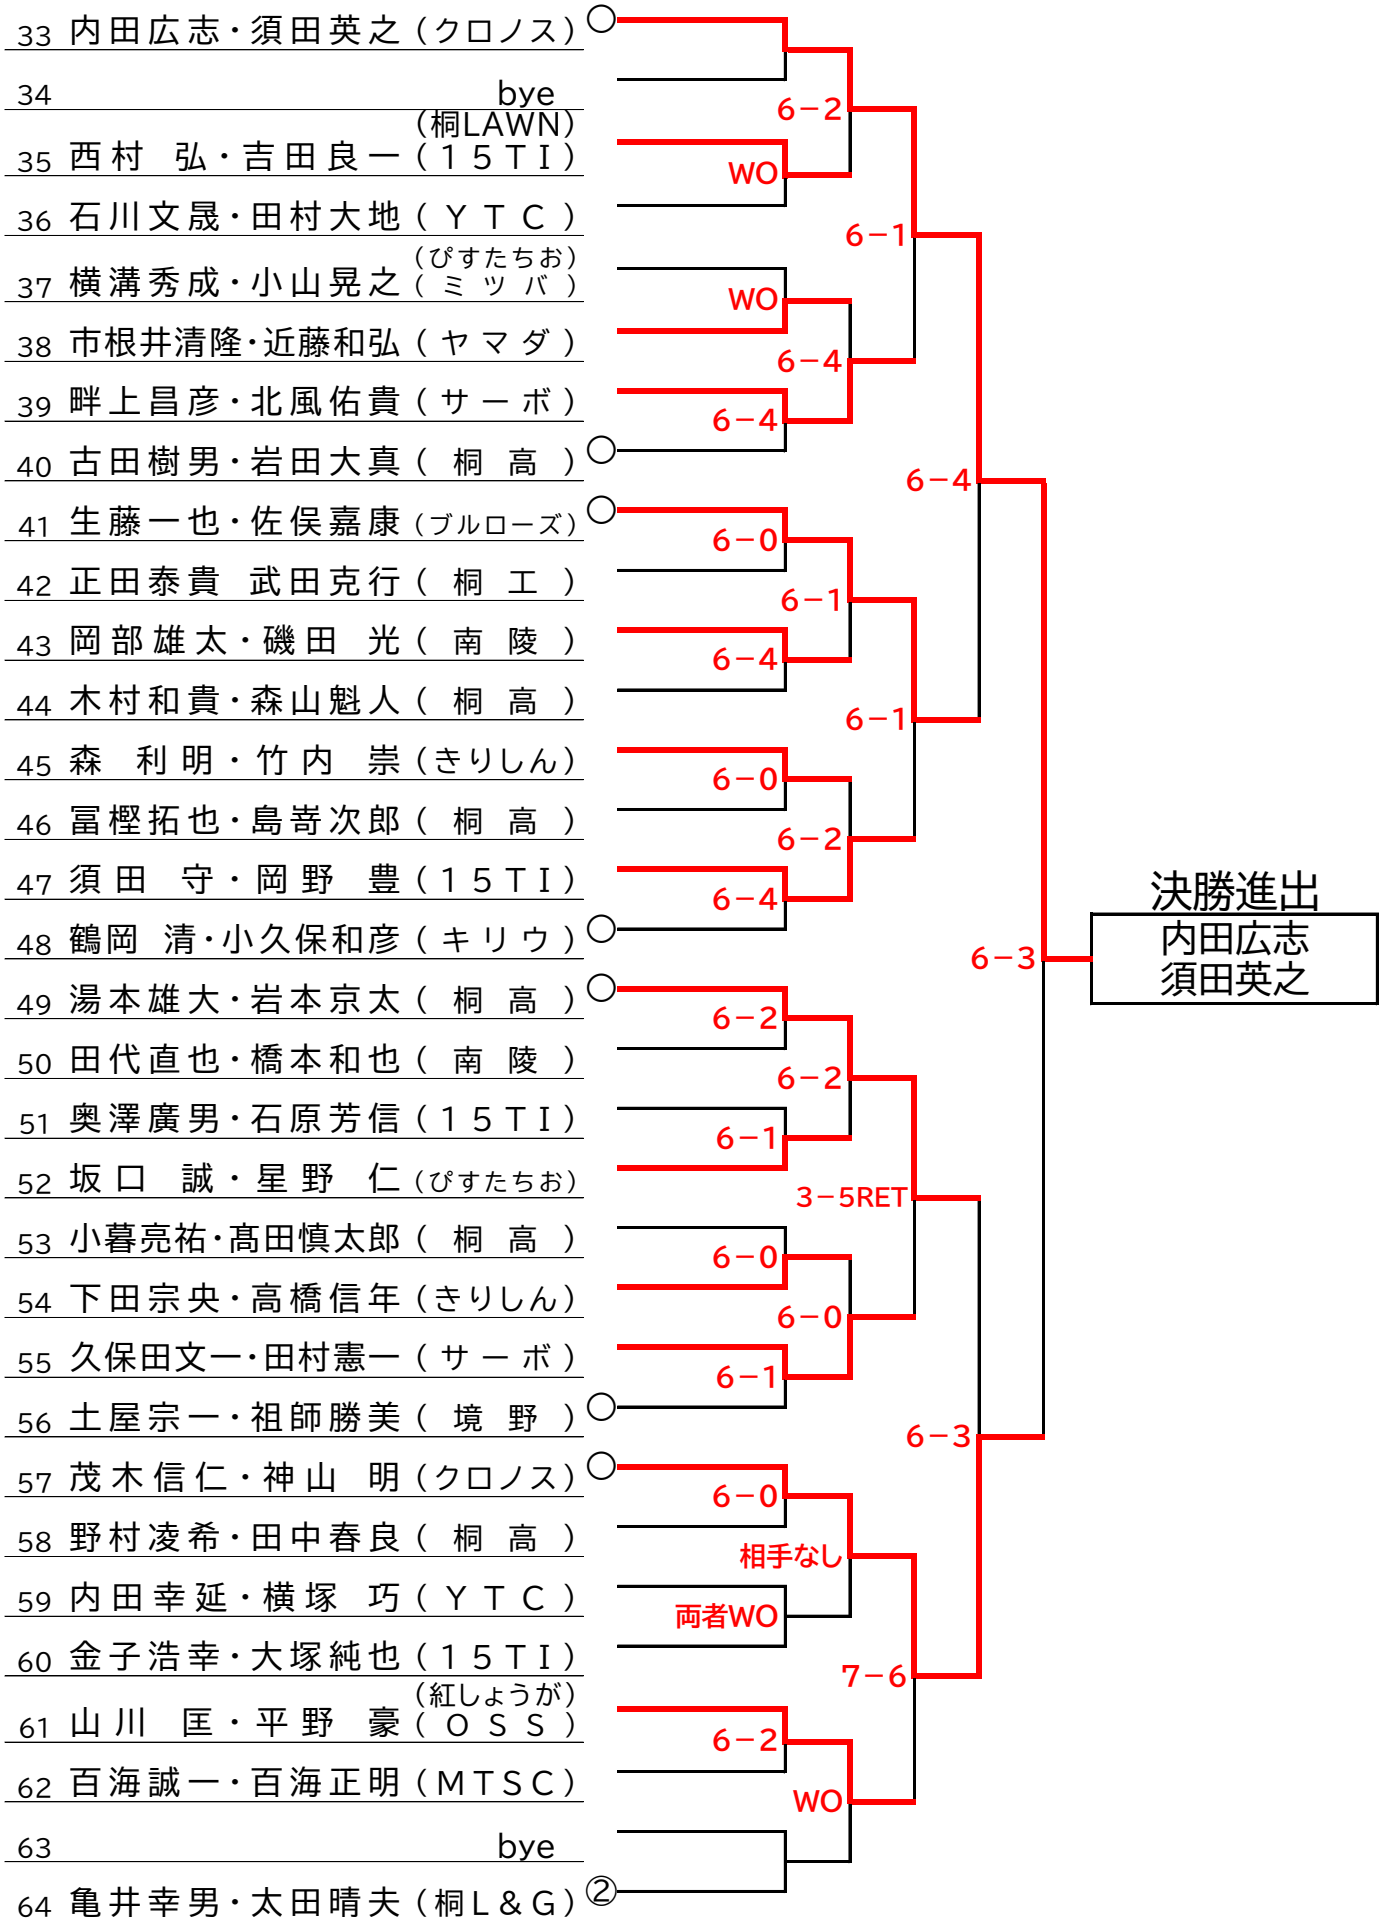 33 内田広志・須田英之(クロノス) ○
34 bye
6-2
(桐LAWN)
35 西村 弘・吉田良一(15TI)
WO
36 石川文晟・田村大地(YTC)
6-1
(ぴすたちお)
37 横溝秀成・小山晃之(ミツバ)
WO
38 市根井清隆・近藤和弘(ヤマダ)
6-4
39 畔上昌彦・北風佑貴(サーボ)
6-4
40 古田樹男・岩田大真(桐高) ○
6-4
41 生藤一也・佐俣嘉康(ブルローズ) ○
6-0
42 正田泰貴 武田克行(桐工)
6-1
43 岡部雄太・磯田 光(南陵)
6-4
44 木村和貴・森山魁人(桐高)
6-1
45 森 利明・竹内 崇(きりしん)
6-0
46 冨樫拓也・島嵜次郎(桐高)
6-2
47 須田 守・岡野 豊(15TI)
6-4
48 鶴岡 清・小久保和彦(キリウ) ○
決勝進出
内田広志
須田英之
6-3
49 湯本雄大・岩本京太(桐高) ○
6-2
50 田代直也・橋本和也(南陵)
6-2
51 奥澤廣男・石原芳信(15TI)
6-1
52 坂口 誠・星野 仁(ぴすたちお)
3-5RET
53 小暮亮祐・髙田慎太郎(桐高)
6-0
54 下田宗央・高橋信年(きりしん)
6-0
55 久保田文一・田村憲一(サーボ)
6-1
56 土屋宗一・祖師勝美(境野) ○
6-3
57 茂木信仁・神山 明(クロノス) ○
6-0
58 野村凌希・田中春良(桐高)
相手なし
59 内田幸延・横塚 巧(YTC)
両者WO
60 金子浩幸・大塚純也(15TI)
7-6
(紅しょうが)
61 山川 匡・平野 豪(OSS)
6-2
62 百海誠一・百海正明(MTSC)
WO
63 bye
64 亀井幸男・太田晴夫(桐L&G) ②